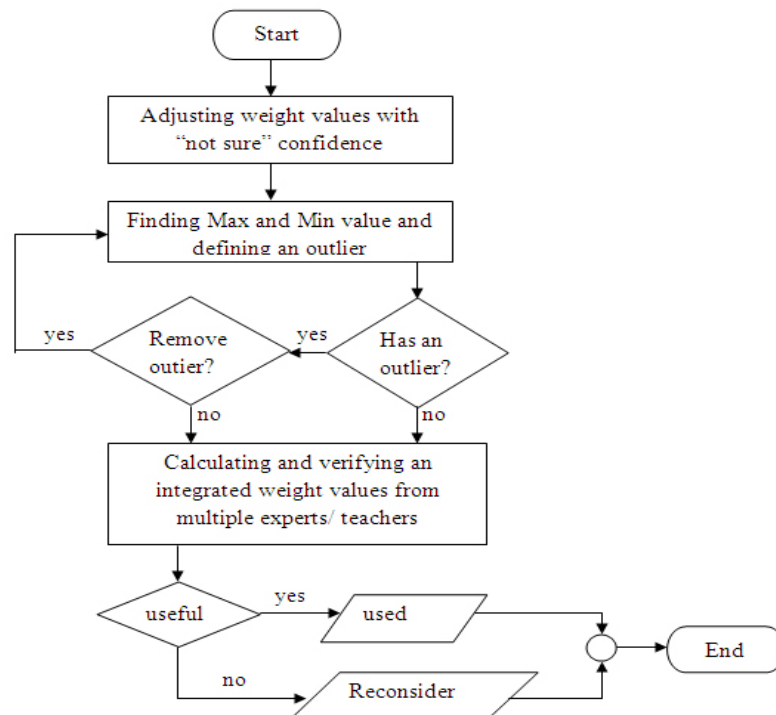 Start
Adjusting weight values with
“not sure” confidence
Finding Max and Min value and
defining an outlier
yes
Remove
outier?
yes
Has an
outlier?
no
no
Calculating and verifying an
integrated weight values from
multiple experts/ teachers
useful
yes
used
End
no
Reconsider